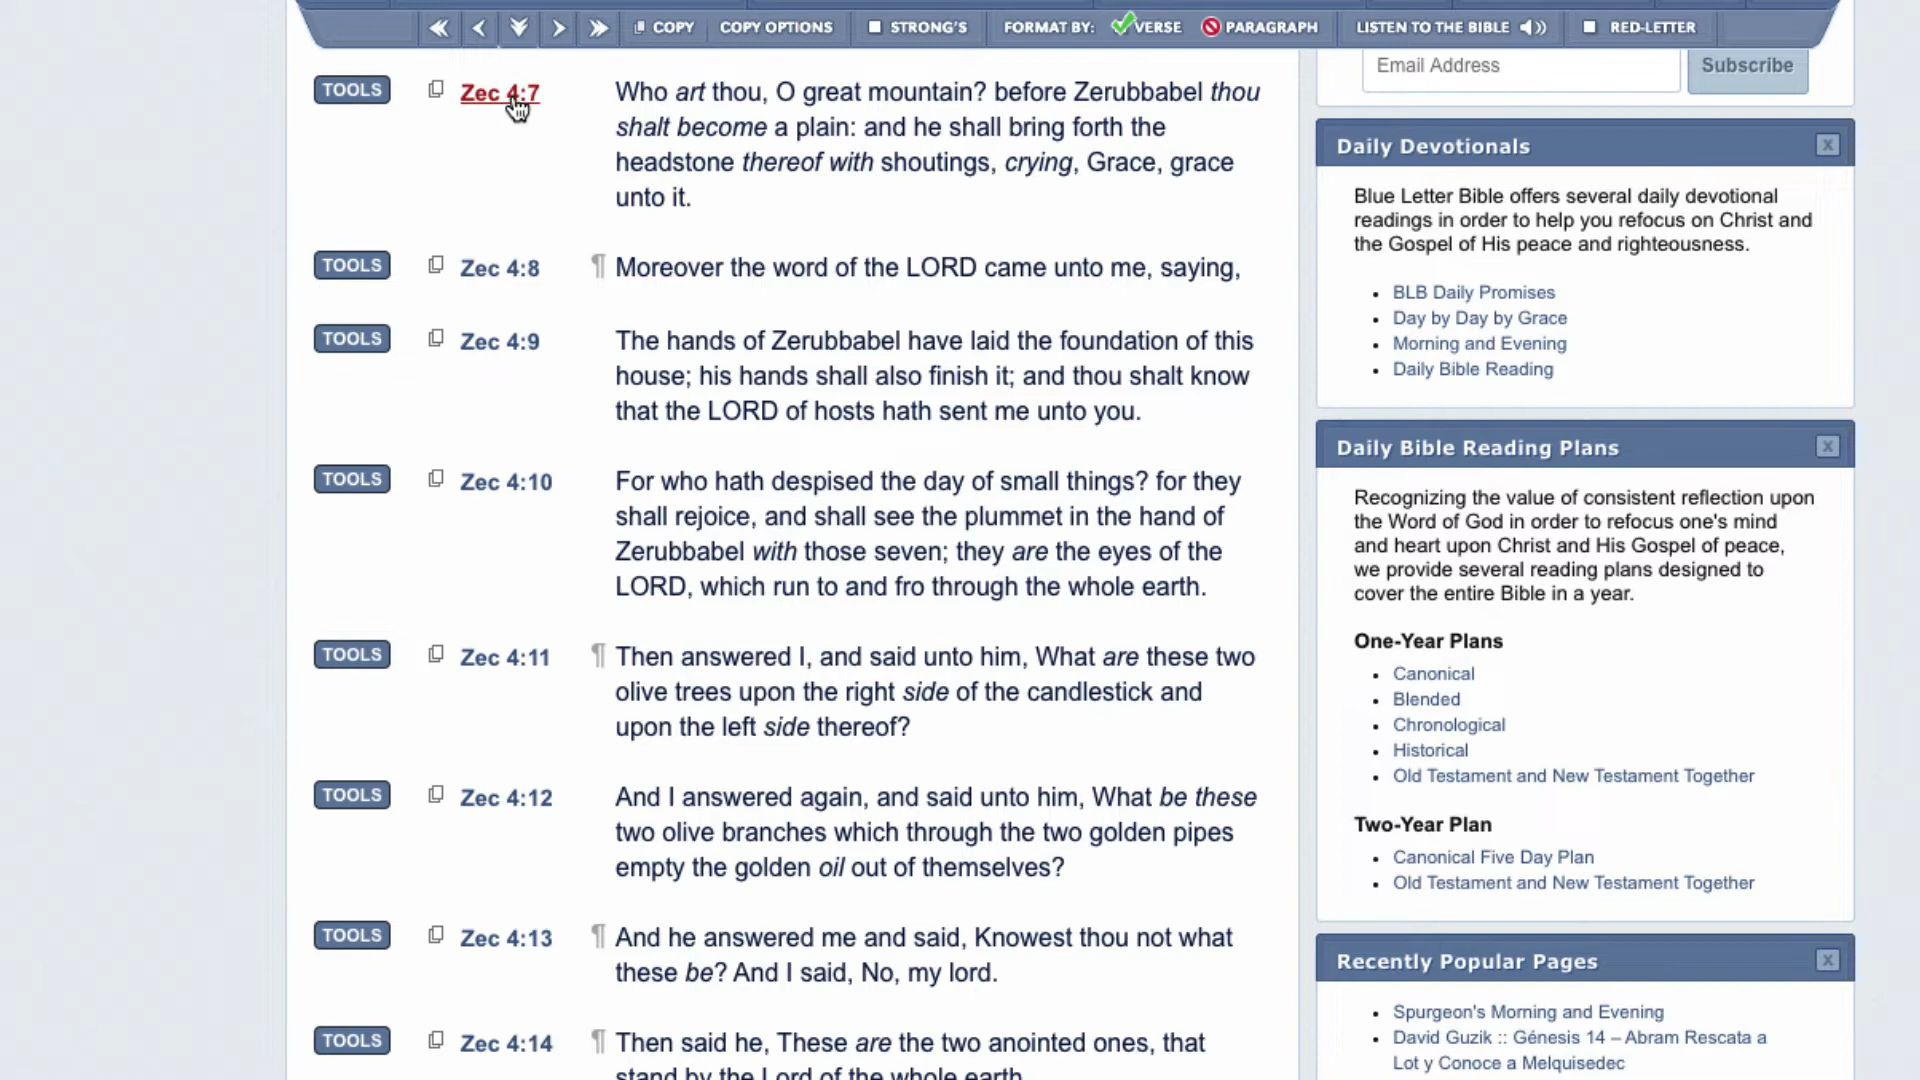 COPY COPY OPTIONS STRONG'S FORMAT BY: VERSE PARAGRAPH LISTEN TO THE BIBLE RED-LETTER
TOOLS Zec 4:7 Who art thou, O great mountain? before Zerubbabel thou
shalt become a plain: and he shall bring forth the
headstone thereof with shoutings, crying, Grace, grace
unto it.
TOOLS Zec 4:8 ¶ Moreover the word of the LORD came unto me, saying,
TOOLS Zec 4:9 The hands of Zerubbabel have laid the foundation of this
house; his hands shall also finish it; and thou shalt know
that the LORD of hosts hath sent me unto you.
TOOLS Zec 4:10 For who hath despised the day of small things? for they
shall rejoice, and shall see the plummet in the hand of
Zerubbabel with those seven; they are the eyes of the
LORD, which run to and fro through the whole earth.
TOOLS Zec 4:11 ¶ Then answered I, and said unto him, What are these two
olive trees upon the right side of the candlestick and
upon the left side thereof?
TOOLS Zec 4:12 And I answered again, and said unto him, What be these
two olive branches which through the two golden pipes
empty the golden oil out of themselves?
TOOLS Zec 4:13 ¶ And he answered me and said, Knowest thou not what
these be? And I said, No, my lord.
TOOLS Zec 4:14 ¶ Then said he, These are the two anointed ones, that
stand by the Lord of the whole earth.
Email Address Subscribe
Daily Devotionals X
Blue Letter Bible offers several daily devotional
readings in order to help you refocus on Christ and
the Gospel of His peace and righteousness.
• BLB Daily Promises
• Day by Day by Grace
• Morning and Evening
• Daily Bible Reading
Daily Bible Reading Plans X
Recognizing the value of consistent reflection upon
the Word of God in order to refocus one's mind
and heart upon Christ and His Gospel of peace,
we provide several reading plans designed to
cover the entire Bible in a year.
One-Year Plans
• Canonical
• Blended
• Chronological
• Historical
• Old Testament and New Testament Together
Two-Year Plan
• Canonical Five Day Plan
• Old Testament and New Testament Together
Recently Popular Pages X
• Spurgeon's Morning and Evening
• David Guzik :: Génesis 14 – Abram Rescata a
Lot y Conoce a Melquisedec